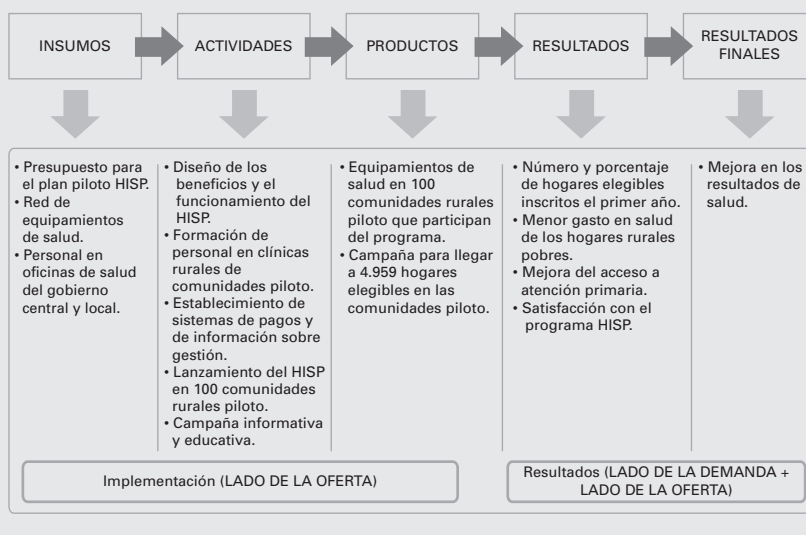 INSUMOS
ACTIVIDADES
PRODUCTOS
RESULTADOS
RESULTADOS
FINALES
• Presupuesto para
el plan piloto HISP.
• Red de
equipamientos
de salud.
• Personal en
oficinas de salud
del gobierno
central y local.
• Diseño de los
beneficios y el
funcionamiento del
HISP.
• Formación de
personal en clínicas
rurales de
comunidades piloto.
• Establecimiento de
sistemas de pagos y
de información sobre
gestión.
• Lanzamiento del HISP
en 100 comunidades
rurales piloto.
• Campaña informativa
y educativa.
• Equipamientos de
salud en 100
comunidades rurales
piloto que participan
del programa.
• Campaña para llegar
a 4.959 hogares
elegibles en las
comunidades piloto.
• Número y porcentaje
de hogares elegibles
inscritos el primer año.
• Menor gasto en salud
de los hogares rurales
pobres.
• Mejora del acceso a
atención primaria.
• Satisfacción con el
programa HISP.
• Mejora en los
resultados de
salud.
Implementación (LADO DE LA OFERTA)
Resultados (LADO DE LA DEMANDA +
LADO DE LA OFERTA)